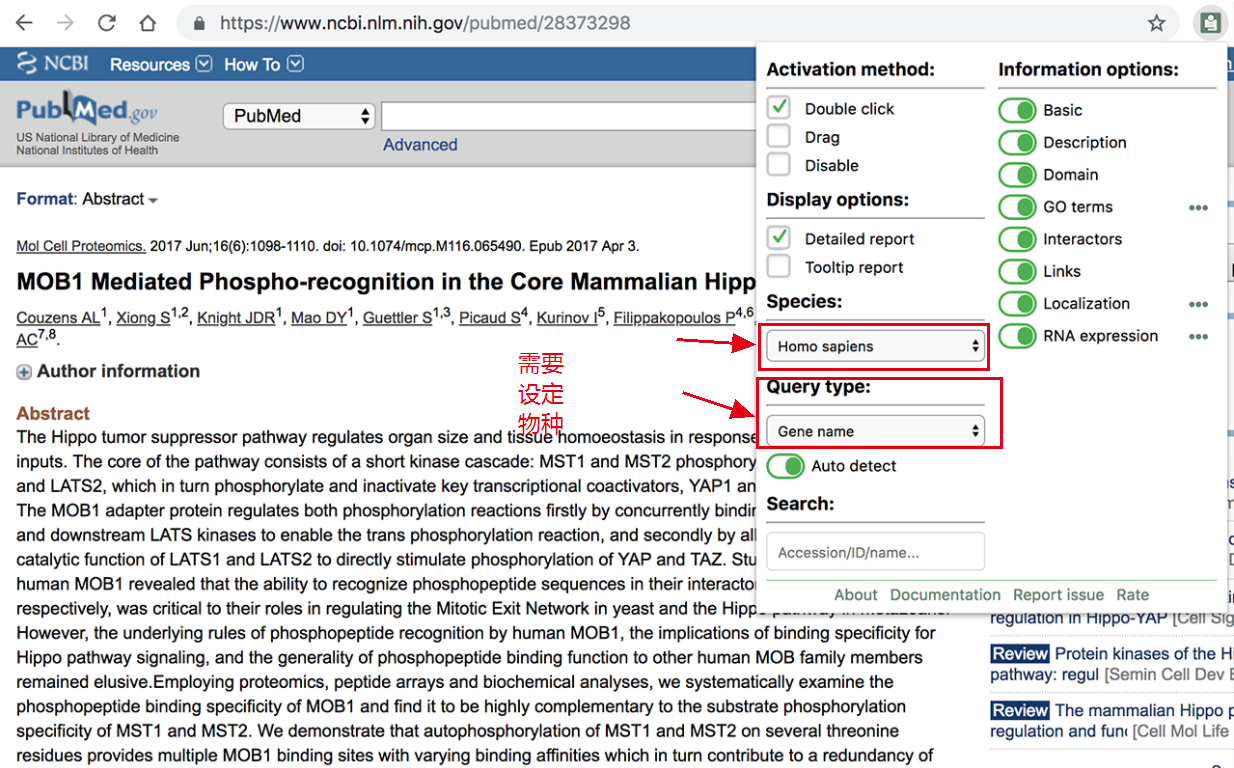 https://www.ncbi.nlm.nih.gov/pubmed/28373298
NCBI Resources How To
PubMed.gov
US National Library of Medicine
National Institutes of Health
PubMed
Advanced
Format: Abstract
Mol Cell Proteomics. 2017 Jun;16(6):1098-1110. doi: 10.1074/mcp.M116.065490. Epub 2017 Apr 3.
MOB1 Mediated Phospho-recognition in the Core Mammalian Hipp
Couzens AL1, Xiong S1,2, Knight JDR1, Mao DY1, Guettler S1,3, Picaud S4, Kurinov I5, Filippakopoulos P4,6
AC7,8.
Author information
需要
设定
物种
Abstract
The Hippo tumor suppressor pathway regulates organ size and tissue homoeostasis in response
inputs. The core of the pathway consists of a short kinase cascade: MST1 and MST2 phosphory
and LATS2, which in turn phosphorylate and inactivate key transcriptional coactivators, YAP1 an
The MOB1 adapter protein regulates both phosphorylation reactions firstly by concurrently bindin
and downstream LATS kinases to enable the trans phosphorylation reaction, and secondly by all
catalytic function of LATS1 and LATS2 to directly stimulate phosphorylation of YAP and TAZ. Stu
human MOB1 revealed that the ability to recognize phosphopeptide sequences in their interactor
respectively, was critical to their roles in regulating the Mitotic Exit Network in yeast and the Hippo pathway in metazoans.
However, the underlying rules of phosphopeptide recognition by human MOB1, the implications of binding specificity for
Hippo pathway signaling, and the generality of phosphopeptide binding function to other human MOB family members
remained elusive.Employing proteomics, peptide arrays and biochemical analyses, we systematically examine the
phosphopeptide binding specificity of MOB1 and find it to be highly complementary to the substrate phosphorylation
specificity of MST1 and MST2. We demonstrate that autophosphorylation of MST1 and MST2 on several threonine
residues provides multiple MOB1 binding sites with varying binding affinities which in turn contribute to a redundancy of
Activation method:
Double click
Drag
Disable
Display options:
Detailed report
Tooltip report
Species:
Homo sapiens
Query type:
Gene name
Auto detect
Search:
Accession/ID/name...
Information options:
Basic
Description
Domain
GO terms
Interactors
Links
Localization
RNA expression
About Documentation Report issue Rate
regulation in Hippo-YAP [Cell Sig
Review Protein kinases of the Hi
pathway: regul [Semin Cell Dev B
Review The mammalian Hippo p
regulation and func [Cell Mol Life